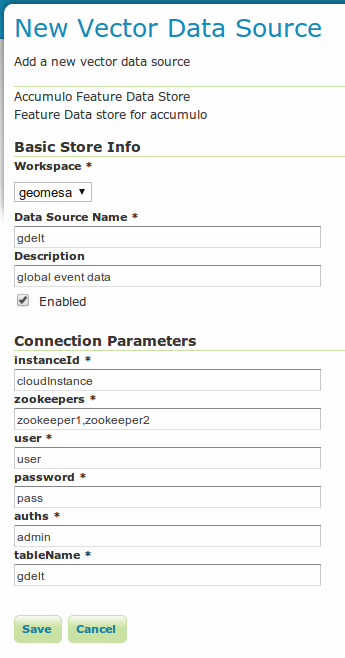 New Vector Data Source
Add a new vector data source
Accumulo Feature Data Store
Feature Data store for accumulo
Basic Store Info
Workspace *
geomesa
Data Source Name *
gdelt
Description
global event data
Enabled
Connection Parameters
instanceId *
cloudInstance
zookeepers *
zookeeper1,zookeeper2
user *
user
password *
pass
auths *
admin
tableName *
gdelt
Save Cancel